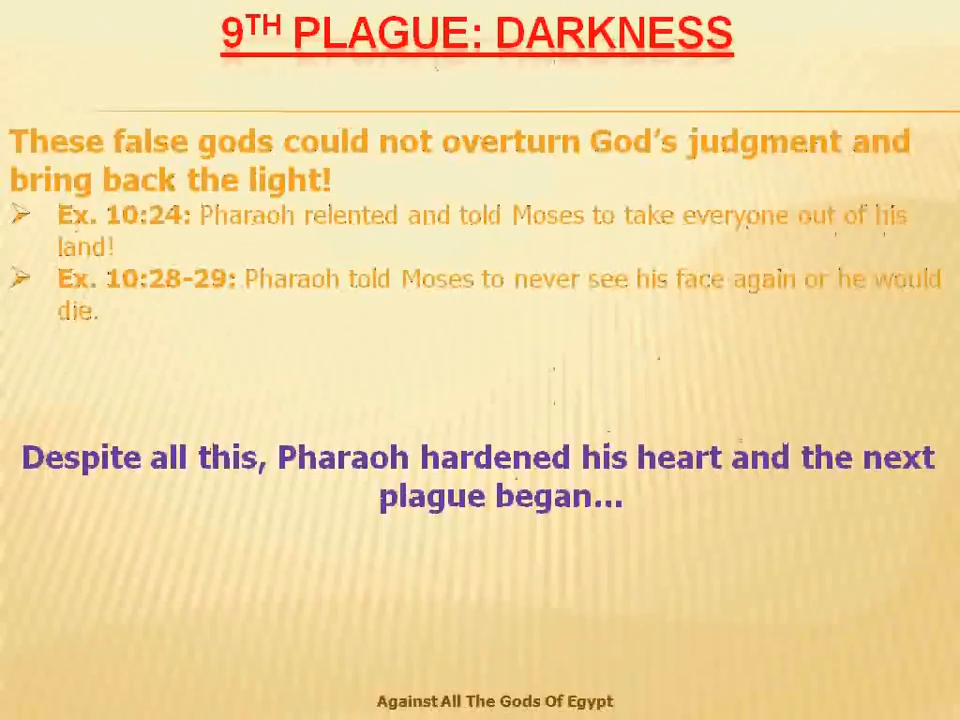 9TH PLAGUE: DARKNESS
These false gods could not overturn God's judgment and
bring back the light!
➢ Ex. 10:24: Pharaoh relented and told Moses to take everyone out of his
land!
➢ Ex. 10:28-29: Pharaoh told Moses to never see his face again or he would
die.
Despite all this, Pharaoh hardened his heart and the next
plague began...
Against All The Gods Of Egypt